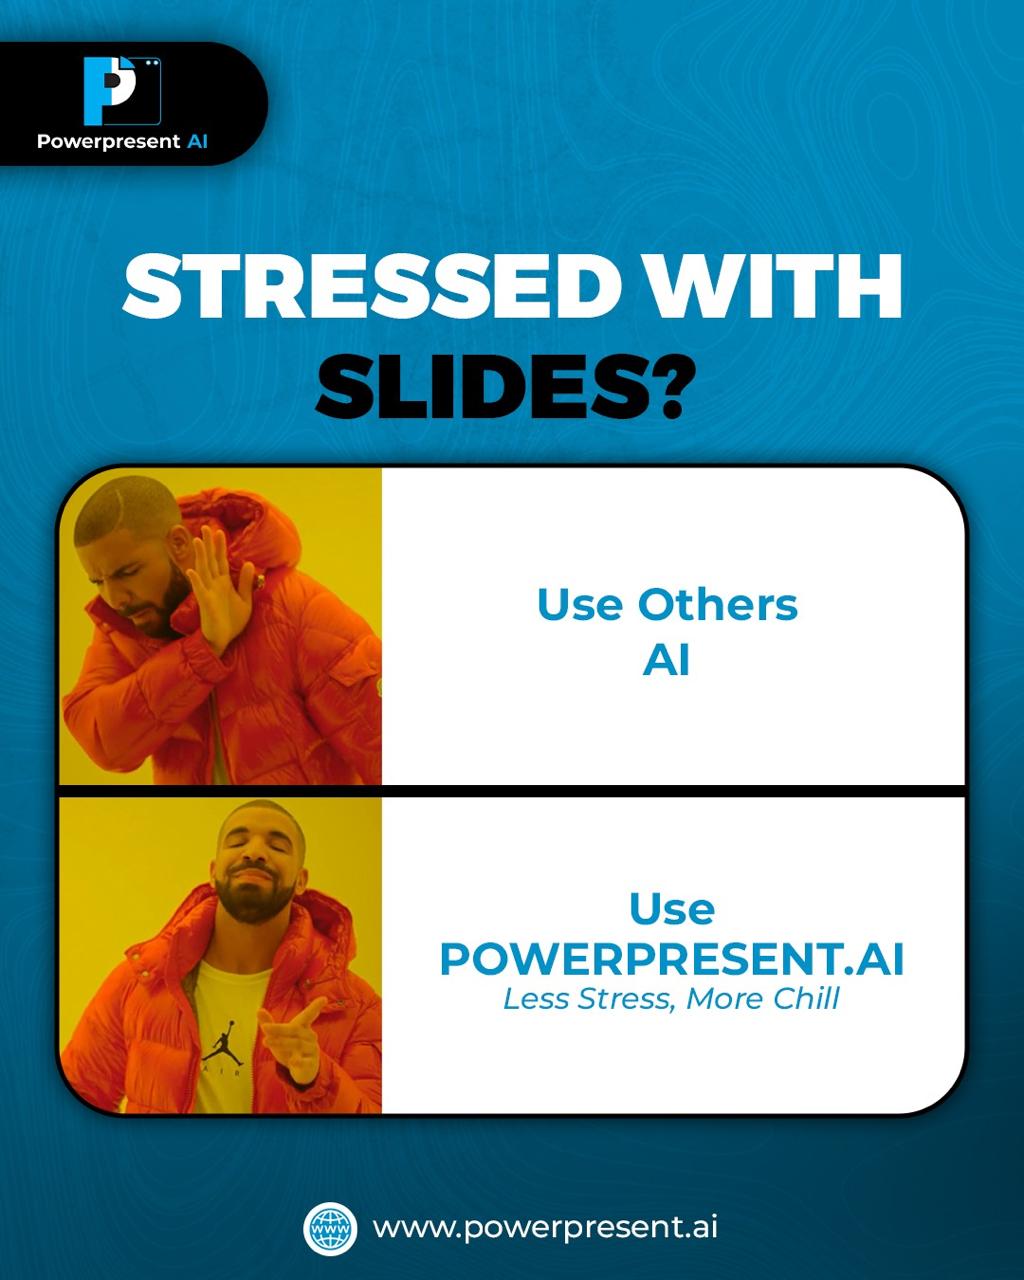 Powerpresent AI
STRESSED WITH
SLIDES?
Use Others
AI
AIR
Use
POWERPRESENT.AI
Less Stress, More Chill
www
www.powerpresent.ai